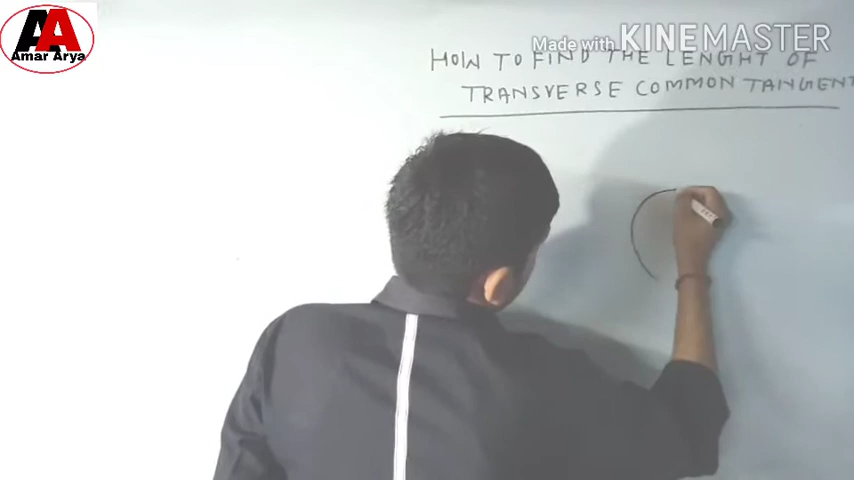 AA
Amar Arya
Made with KINEMASTER
HOW TO FIND THE LENGHT OF
TRANSVERSE COMMON TANGENT